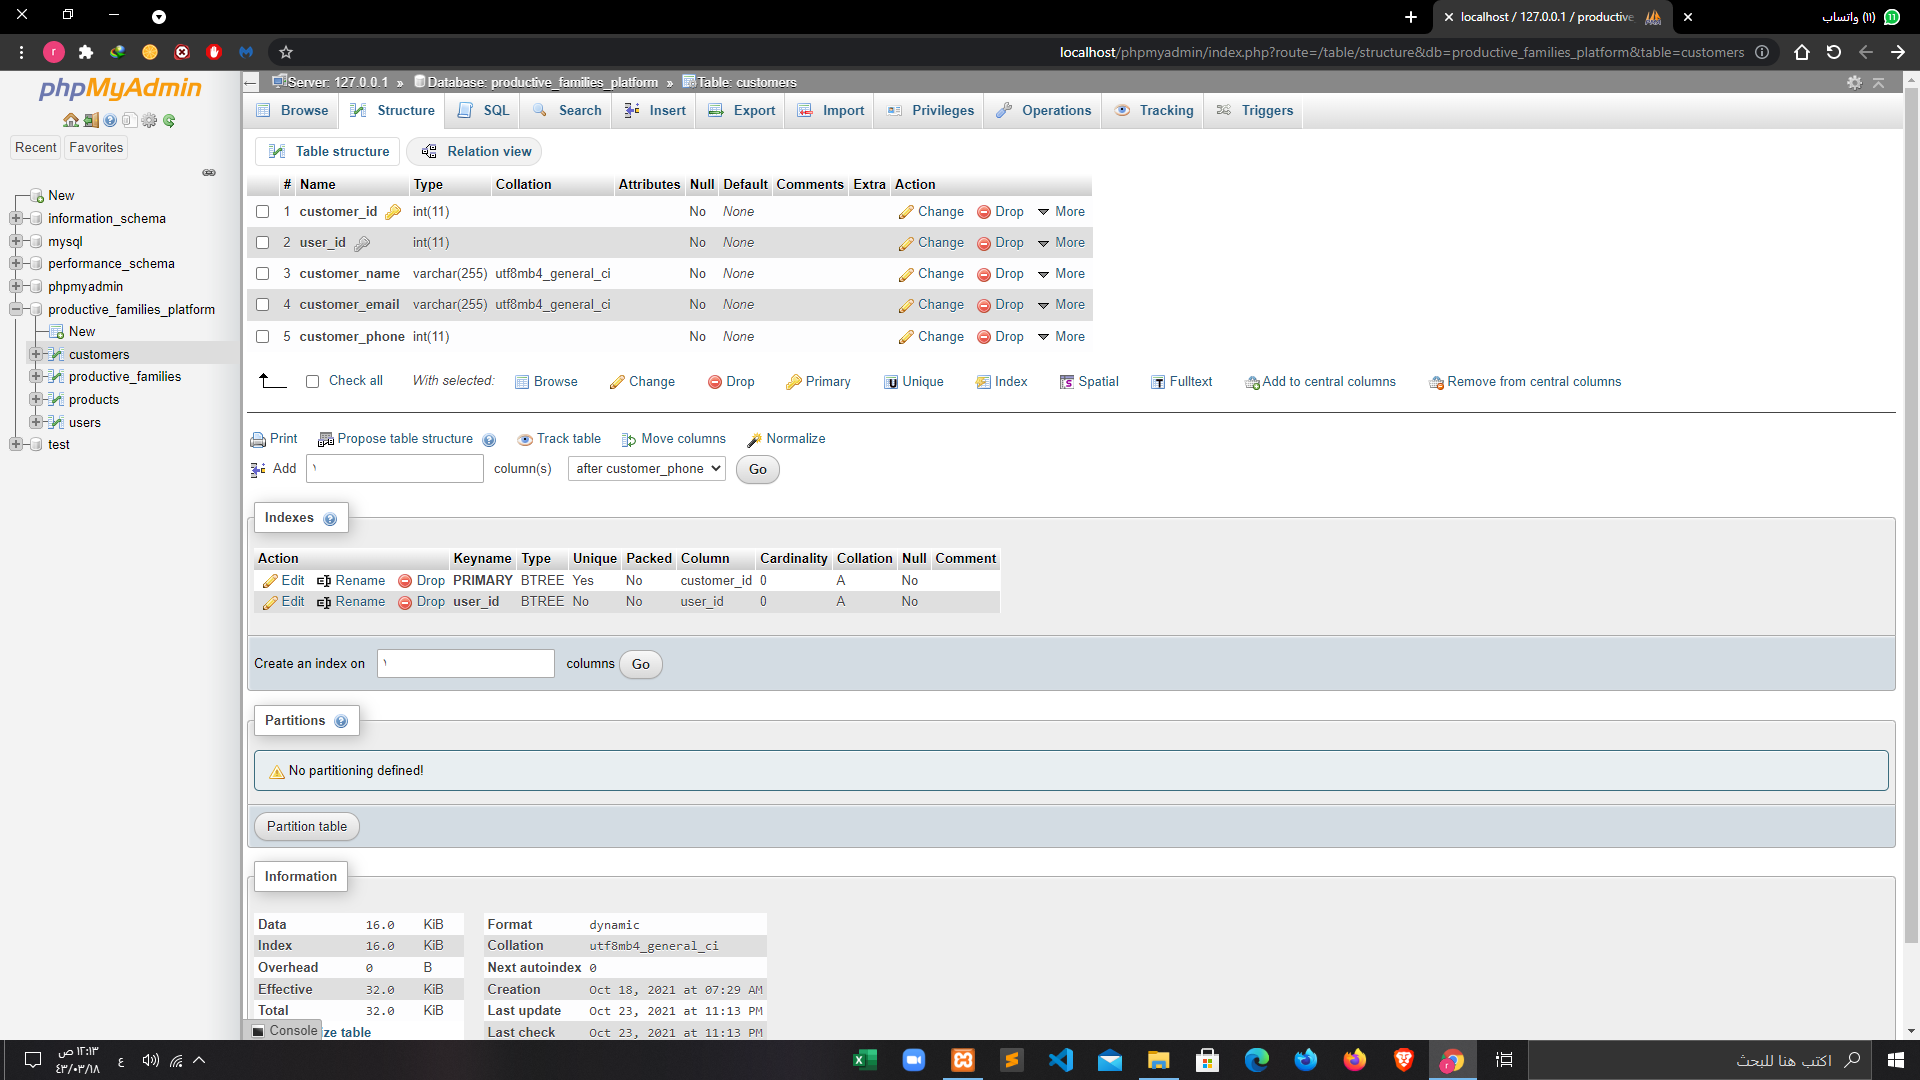 localhost / 127.0.0.1 / productive
(١١) واتساب
localhost/phpmyadmin/index.php?route=/table/structure&db=productive_families_platform&table=customers
phpMyAdmin
Recent Favorites
New
information_schema
mysql
performance_schema
phpmyadmin
productive_families_platform
New
customers
productive_families
products
users
test
Server: 127.0.0.1 » Database: productive_families_platform » Table: customers
Browse Structure SQL Search Insert Export Import Privileges Operations Tracking Triggers
Table structure Relation view
# Name Type Collation Attributes Null Default Comments Extra Action
1 customer_id int(11) No None Change Drop More
2 user_id int(11) No None Change Drop More
3 customer_name varchar(255) utf8mb4_general_ci No None Change Drop More
4 customer_email varchar(255) utf8mb4_general_ci No None Change Drop More
5 customer_phone int(11) No None Change Drop More
Check all With selected: Browse Change Drop Primary Unique Index Spatial Fulltext Add to central columns Remove from central columns
Print Propose table structure Track table Move columns Normalize
Add ١ column(s) after customer_phone Go
Indexes
Action Keyname Type Unique Packed Column Cardinality Collation Null Comment
Edit Rename Drop PRIMARY BTREE Yes No customer_id 0 A No
Edit Rename Drop user_id BTREE No No user_id 0 A No
Create an index on ١ columns Go
Partitions
No partitioning defined!
Partition table
Information
Data 16.0 KiB
Index 16.0 KiB
Overhead 0 B
Effective 32.0 KiB
Total 32.0 KiB
ze table
Format dynamic
Collation utf8mb4_general_ci
Next autoindex 0
Creation Oct 18, 2021 at 07:29 AM
Last update Oct 23, 2021 at 11:13 PM
Last check Oct 23, 2021 at 11:13 PM
Console
١٢:١٣ ص
٤٣/٠٣/١٨
ع
اكتب هنا للبحث